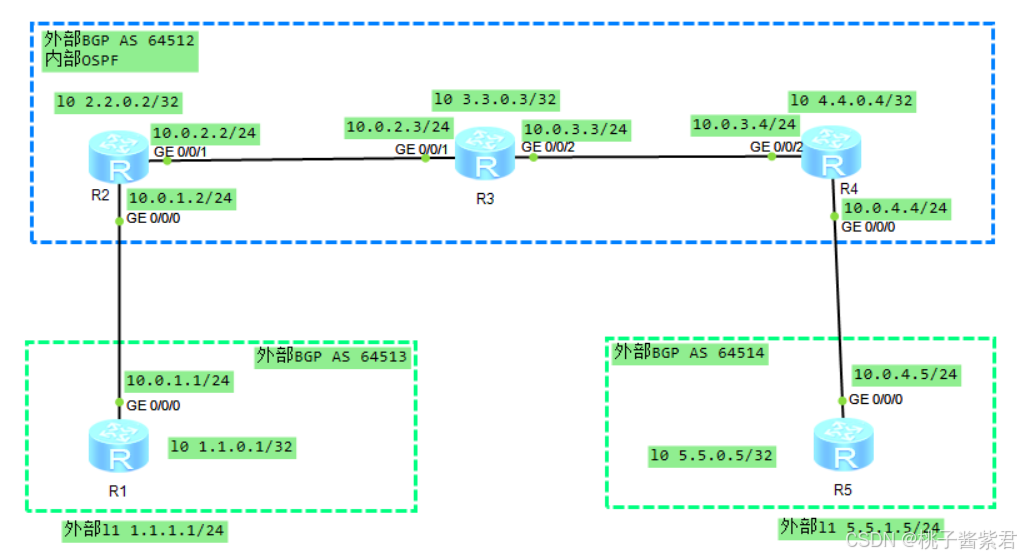 外部BGP AS 64512
内部OSPF
l0 2.2.0.2/32
l0 3.3.0.3/32
l0 4.4.0.4/32
10.0.2.2/24
10.0.2.3/24
10.0.3.3/24
10.0.3.4/24
GE 0/0/1
GE 0/0/1
GE 0/0/2
GE 0/0/2
R
R
R
R2
R3
R4
10.0.1.2/24
GE 0/0/0
10.0.4.4/24
GE 0/0/0
外部BGP AS 64513
外部BGP AS 64514
10.0.1.1/24
GE 0/0/0
10.0.4.5/24
GE 0/0/0
R
l0 1.1.0.1/32
l0 5.5.0.5/32
R
R1
R5
外部l1 1.1.1.1/24
外部l1 5.5.1.5/24
CSDN @桃子酱紫君